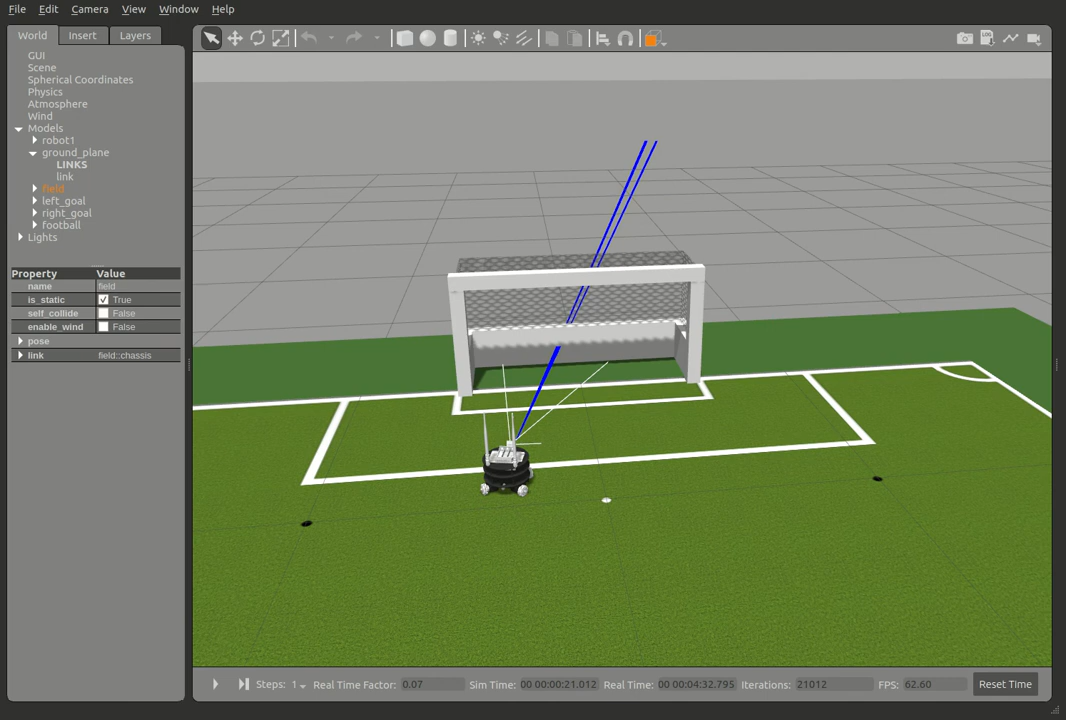 File Edit Camera View Window Help
World Insert Layers
GUI
Scene
Spherical Coordinates
Physics
Atmosphere
Wind
Models
robot1
ground_plane
LINKS
link
field
left_goal
right_goal
football
Lights
Property Value
name field
is_static True
self_collide False
enable_wind False
pose
link field::chassis
LOG
Steps: 1 Real Time Factor: 0.07 Sim Time: 00 00:00:21.012 Real Time: 00 00:04:32.795 Iterations: 21012 FPS: 62.60 Reset Time